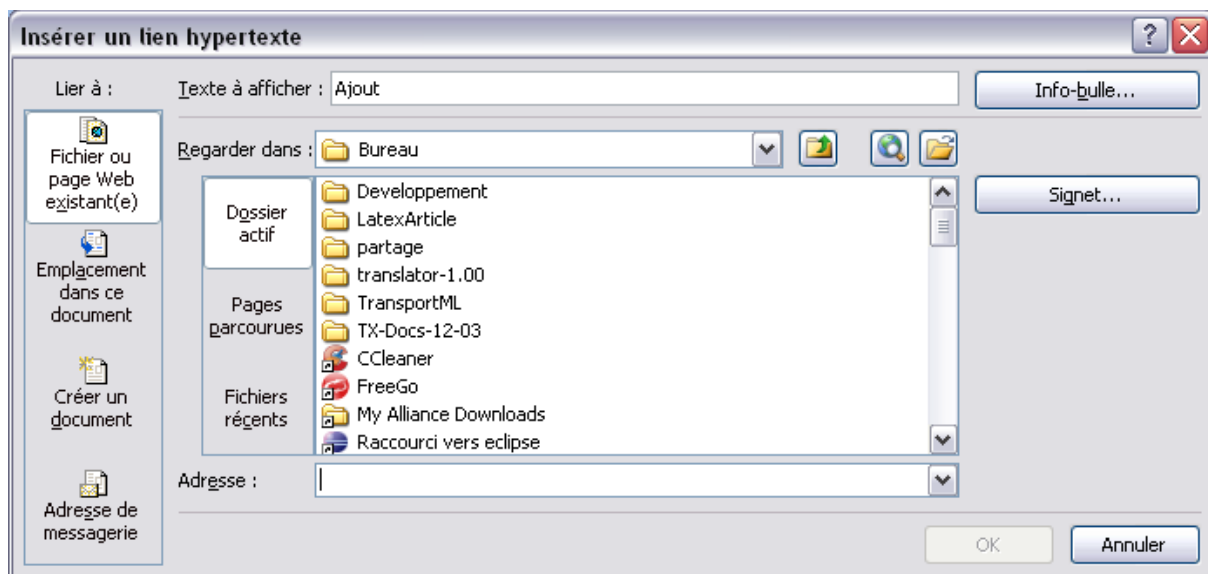 Insérer un lien hypertexte
Lier à :
Texte à afficher : Ajout
Info-bulle...
Fichier ou
page Web
existant(e)
Emplacement
dans ce
document
Créer un
document
Adresse de
messagerie
Regarder dans : Bureau
Dossier
actif
Pages
parcourues
Fichiers
récents
Developpement
LatexArticle
partage
translator-1.00
TransportML
TX-Docs-12-03
CCleaner
FreeGo
My Alliance Downloads
Raccourci vers eclipse
Signet...
Adresse :
OK
Annuler